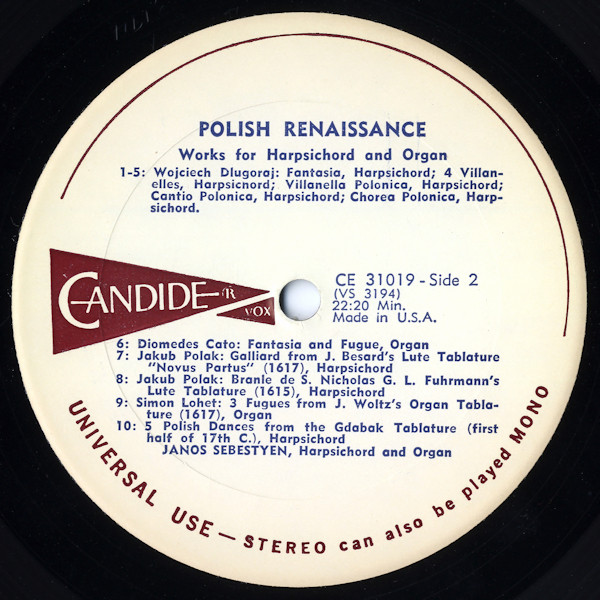 POLISH RENAISSANCE
Works for Harpsichord and Organ
1-5: Wojciech Dlugoraj: Fantasia, Harpsichord; 4 Villan-
elles, Harpsicnord; Villanella Polonica, Harpsichord;
Cantio Polonica, Harpsichord; Chorea Polonica, Harp-
sichord.
CANDIDE R
VOX
CE 31019 - Side 2
(VS 3194)
22:20 Min.
Made in U.S.A.
6: Diomedes Cato: Fantasia and Fugue, Organ
7: Jakub Polak: Galliard from J. Besard's Lute Tablature
"Novus Partus" (1617), Harpsichord
8: Jakub Polak: Branle de S. Nicholas G. L. Fuhrmann's
Lute Tablature (1615), Harpsichord
9: Simon Lohet: 3 Fugues from J. Woltz's Organ Tabla-
ture (1617), Organ
10: 5 Polish Dances from the Gdabak Tablature (first
half of 17th C.), Harpsichord
JANOS SEBESTYEN, Harpsichord and Organ
UNIVERSAL USE — STEREO can also be played MONO